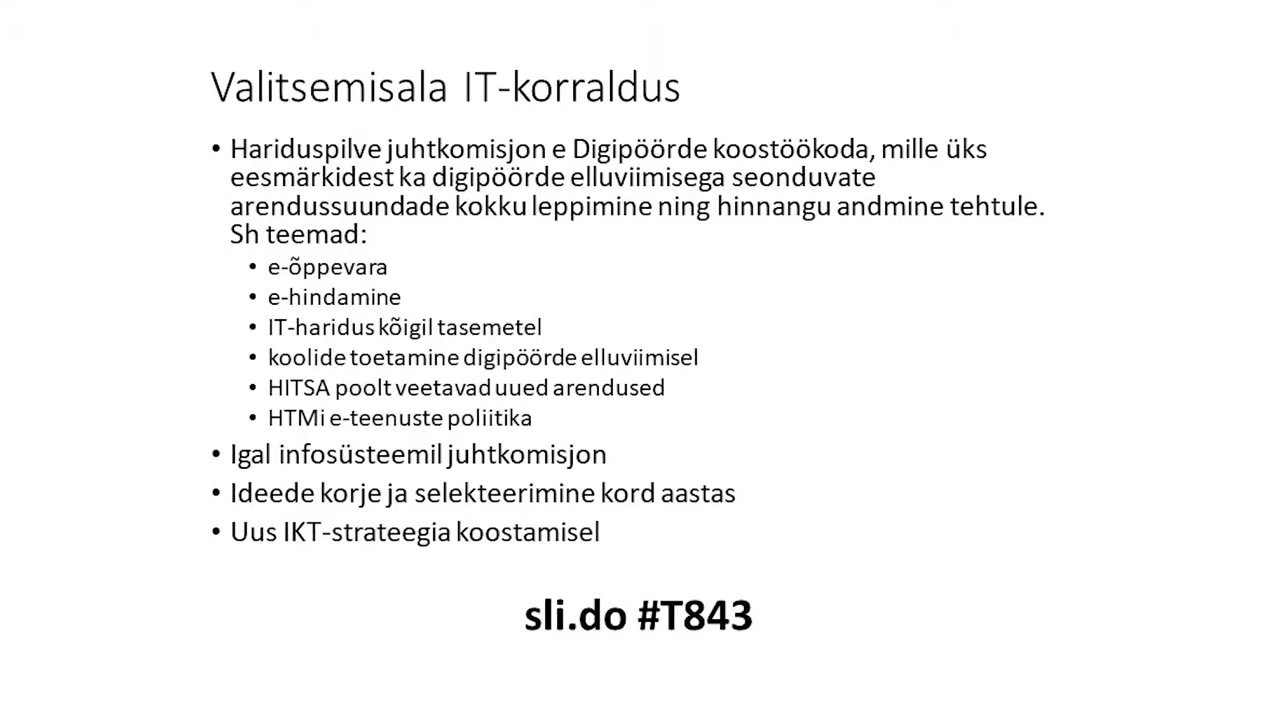 Valitsemisala IT-korraldus
• Hariduspilve juhtkomisjon e Digipöörde koostöökoda, mille üks
eesmärkidest ka digipöörde elluviimisega seonduvate
arendussuundade kokku leppimine ning hinnangu andmine tehtule.
Sh teemad:
• e-õppevara
• e-hindamine
• IT-haridus kõigil tasemetel
• koolide toetamine digipöörde elluviimisel
• HITSA poolt veetavad uued arendused
• HTMi e-teenuste poliitika
• Igal infosüsteemil juhtkomisjon
• Ideede korje ja selekteerimine kord aastas
• Uus IKT-strateegia koostamisel
sli.do #T843